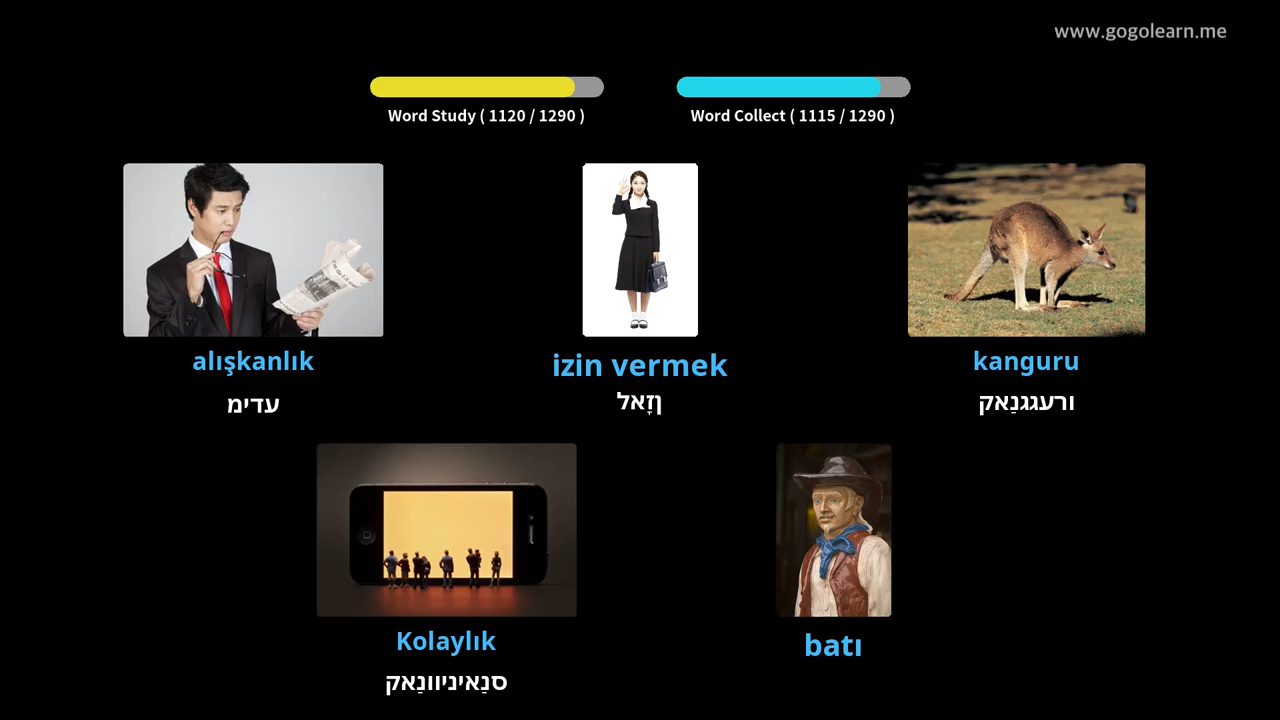 www.gogolearn.me
Word Study ( 1120 / 1290 )
Word Collect ( 1115 / 1290 )
alışkanlık
עדימ
izin vermek
ןזָאל
kanguru
ורעגגנַאק
Kolaylık
סנַאיניוונַאק
batı